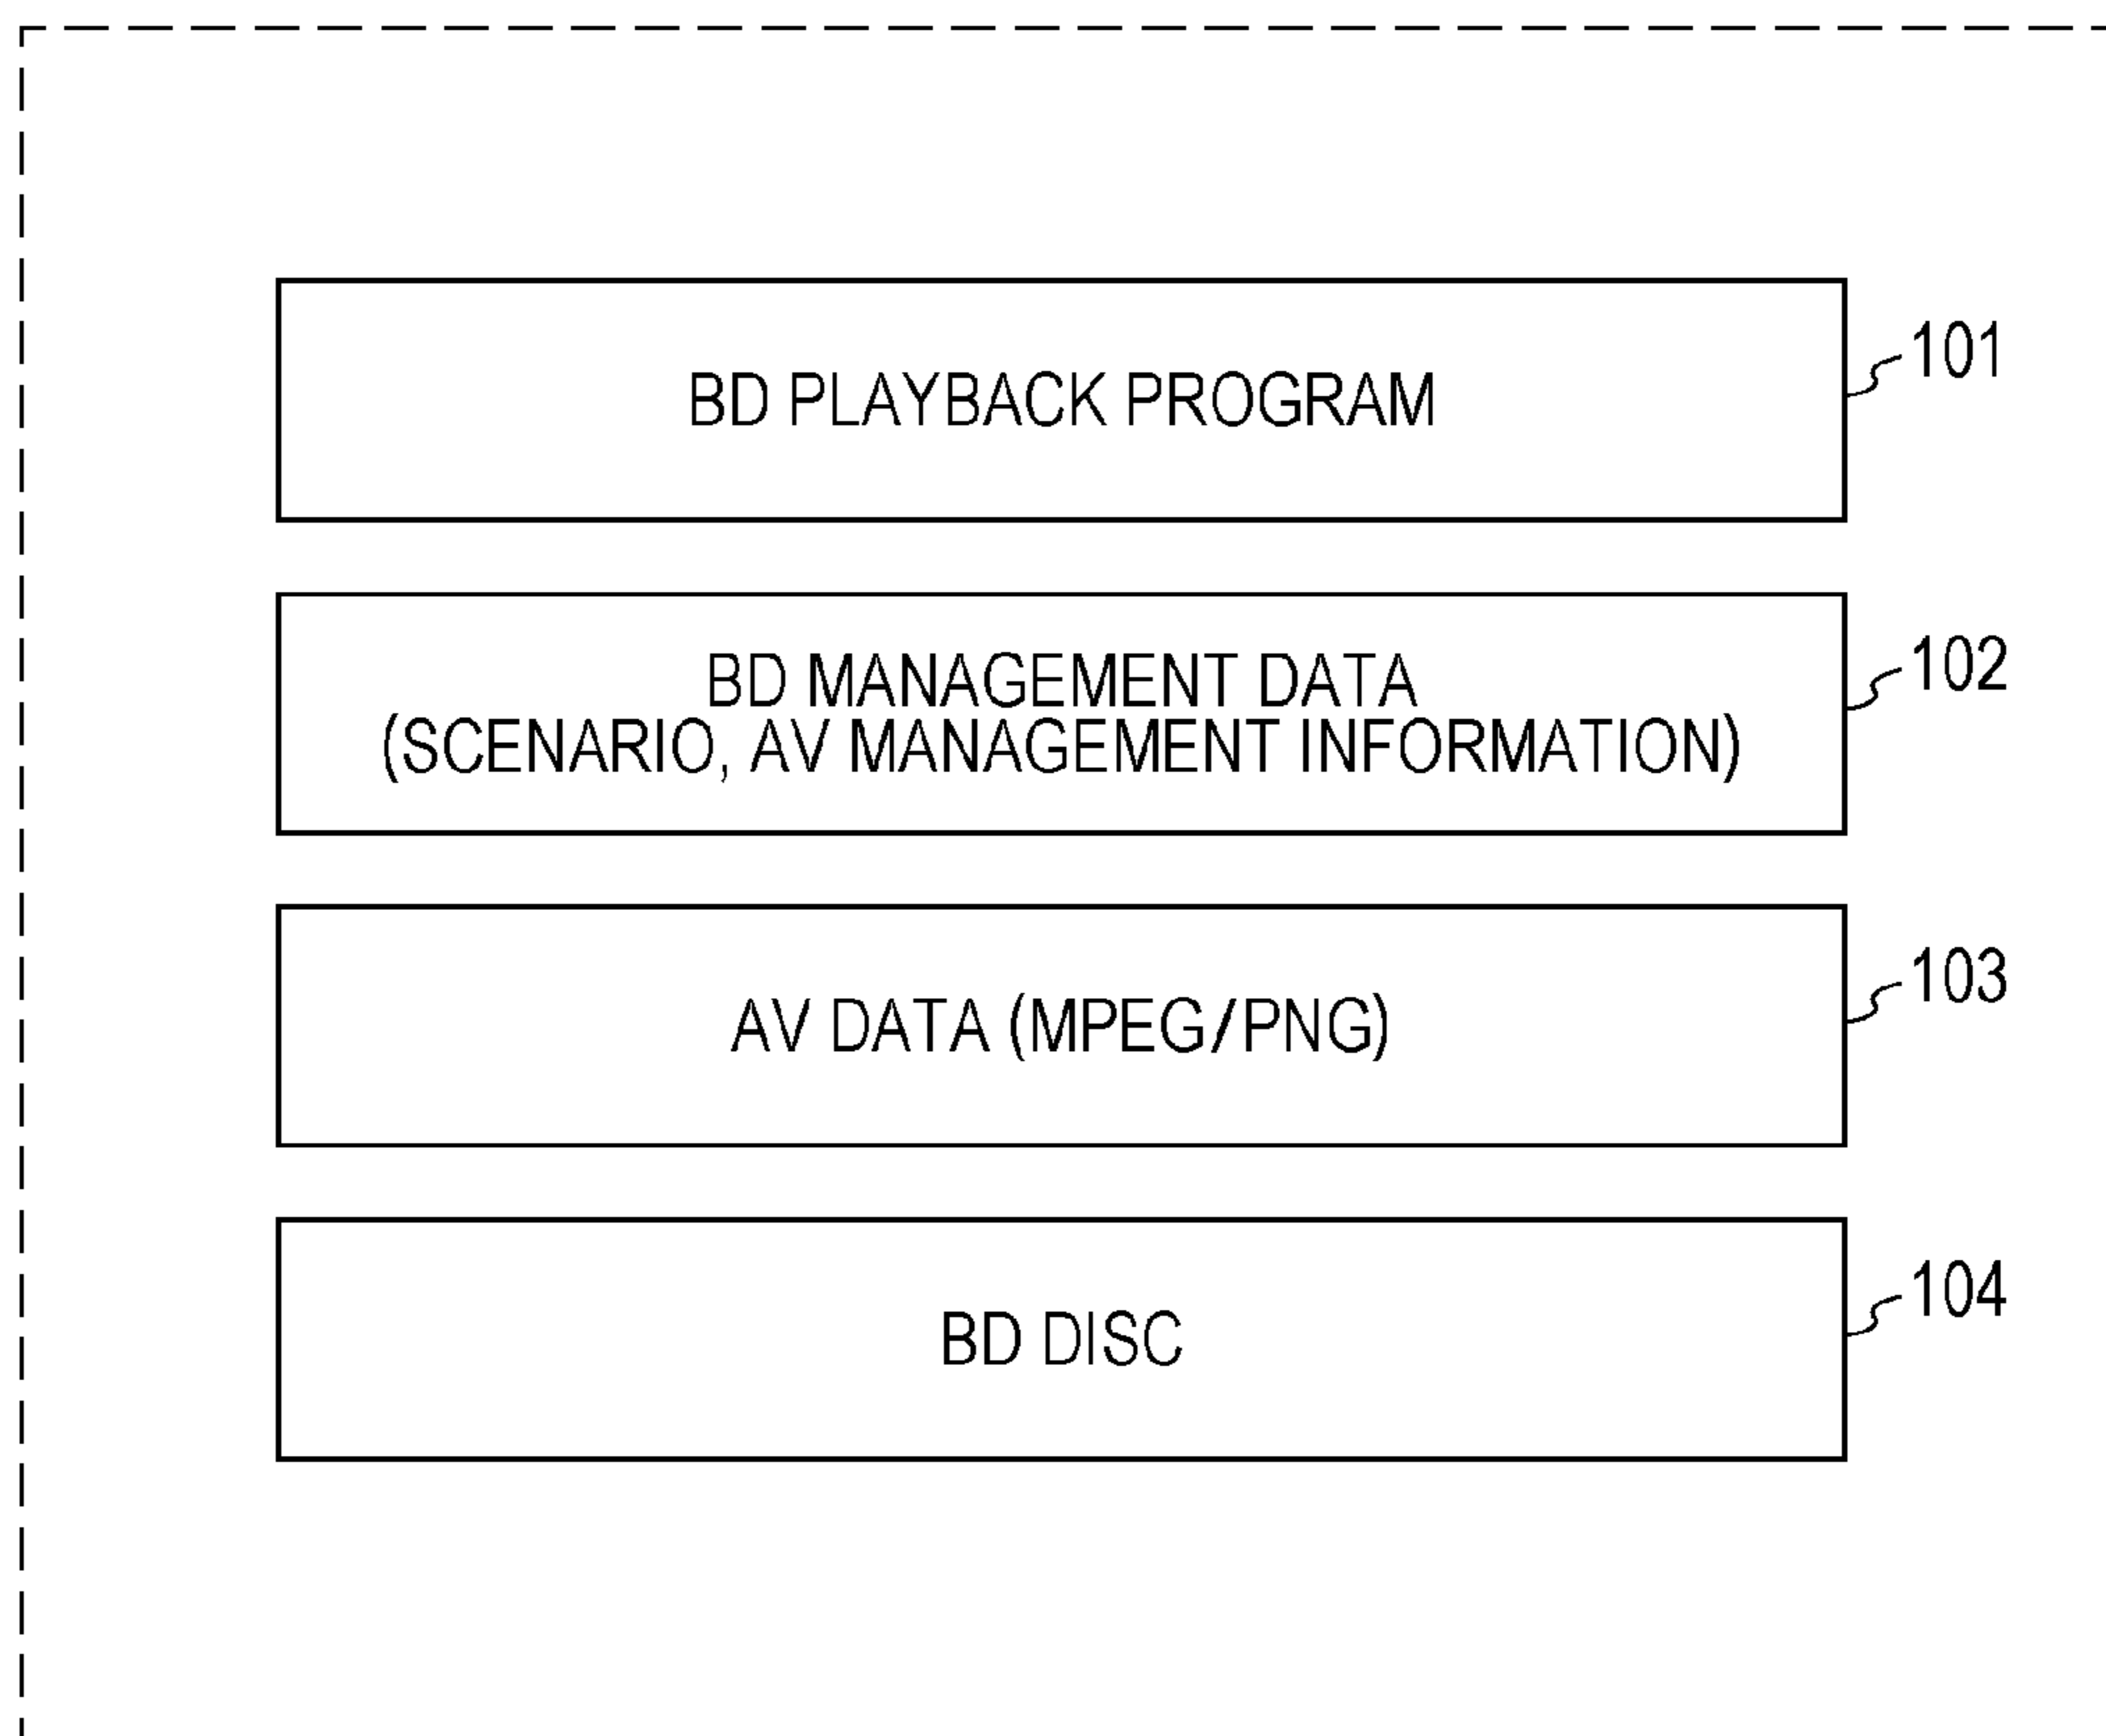 BD PLAYBACK PROGRAM
101
BD MANAGEMENT DATA
(SCENARIO, AV MANAGEMENT INFORMATION)
102
AV DATA (MPEG/PNG)
103
BD DISC
104